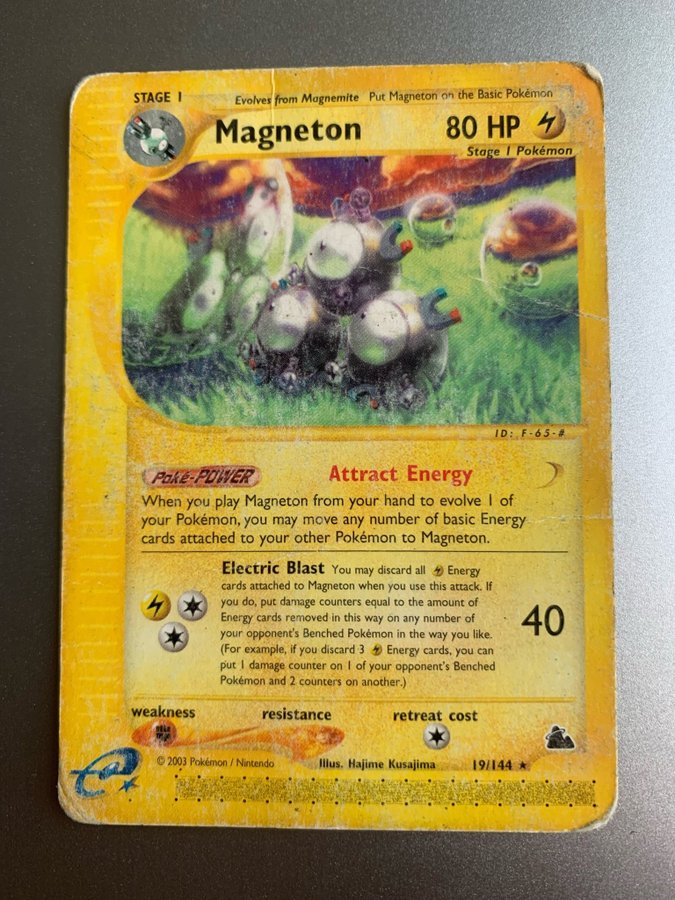 STAGE 1 Evolves from Magnemite Put Magneton on the Basic Pokémon
Magneton 80 HP
Stage 1 Pokémon
ID: F-65-#
Poké-POWER Attract Energy
When you play Magneton from your hand to evolve 1 of
your Pokémon, you may move any number of basic Energy
cards attached to your other Pokémon to Magneton.
Electric Blast You may discard all Energy
cards attached to Magneton when you use this attack. If
you do, put damage counters equal to the amount of
Energy cards removed in this way on any number of
your opponent's Benched Pokémon in the way you like.
(For example, if you discard 3 Energy cards, you can
put 1 damage counter on 1 of your opponent's Benched
Pokémon and 2 counters on another.)
40
weakness resistance retreat cost
© 2003 Pokémon / Nintendo Illus. Hajime Kusajima 19/144 ★
e